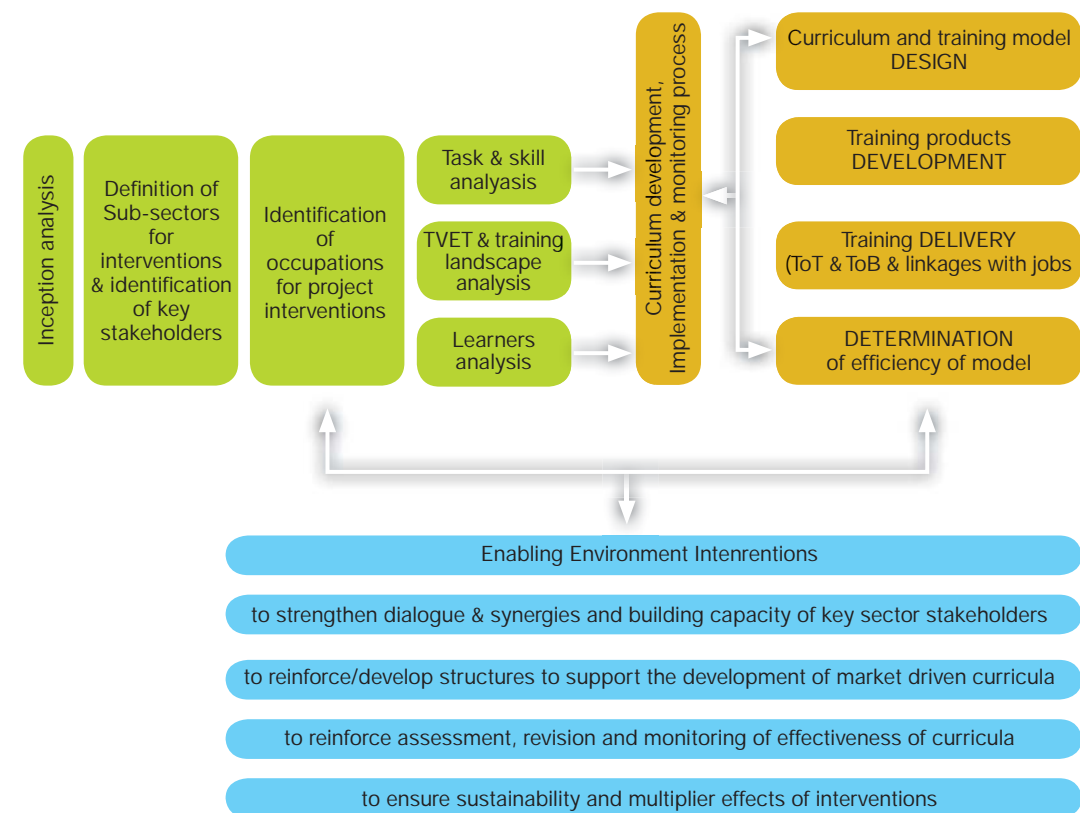 Inception analysis
Definition of
Sub-sectors
for
interventions
& identification
of key
stakeholders
Identification
of
occupations
for project
interventions
Task & skill
analyasis
TVET & training
landscape
analysis
Learners
analysis
Curriculum development,
Implementation & monitoring process
Curriculum and training model
DESIGN
Training products
DEVELOPMENT
Training DELIVERY
(ToT & ToB & linkages with jobs
DETERMINATION
of efficiency of model
Enabling Environment Intenrentions
to strengthen dialogue & synergies and building capacity of key sector stakeholders
to reinforce/develop structures to support the development of market driven curricula
to reinforce assessment, revision and monitoring of effectiveness of curricula
to ensure sustainability and multiplier effects of interventions